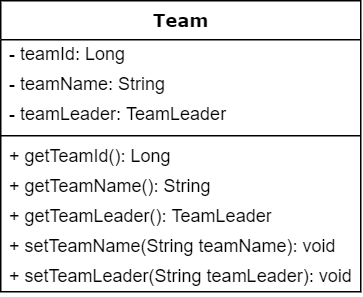 Team
- teamId: Long
- teamName: String
- teamLeader: TeamLeader
+ getTeamId(): Long
+ getTeamName(): String
+ getTeamLeader(): TeamLeader
+ setTeamName(String teamName): void
+ setTeamLeader(String teamLeader): void